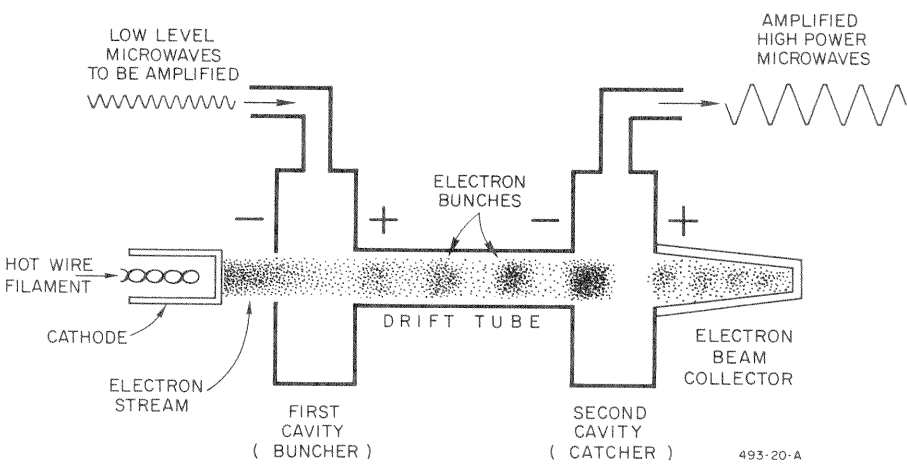 LOW LEVEL
MICROWAVES
TO BE AMPLIFIED
AMPLIFIED
HIGH POWER
MICROWAVES
ELECTRON
BUNCHES
− + − +
HOT WIRE
FILAMENT
CATHODE
DRIFT TUBE
ELECTRON
STREAM
ELECTRON
BEAM
COLLECTOR
FIRST
CAVITY
( BUNCHER )
SECOND
CAVITY
( CATCHER )
493-20-A